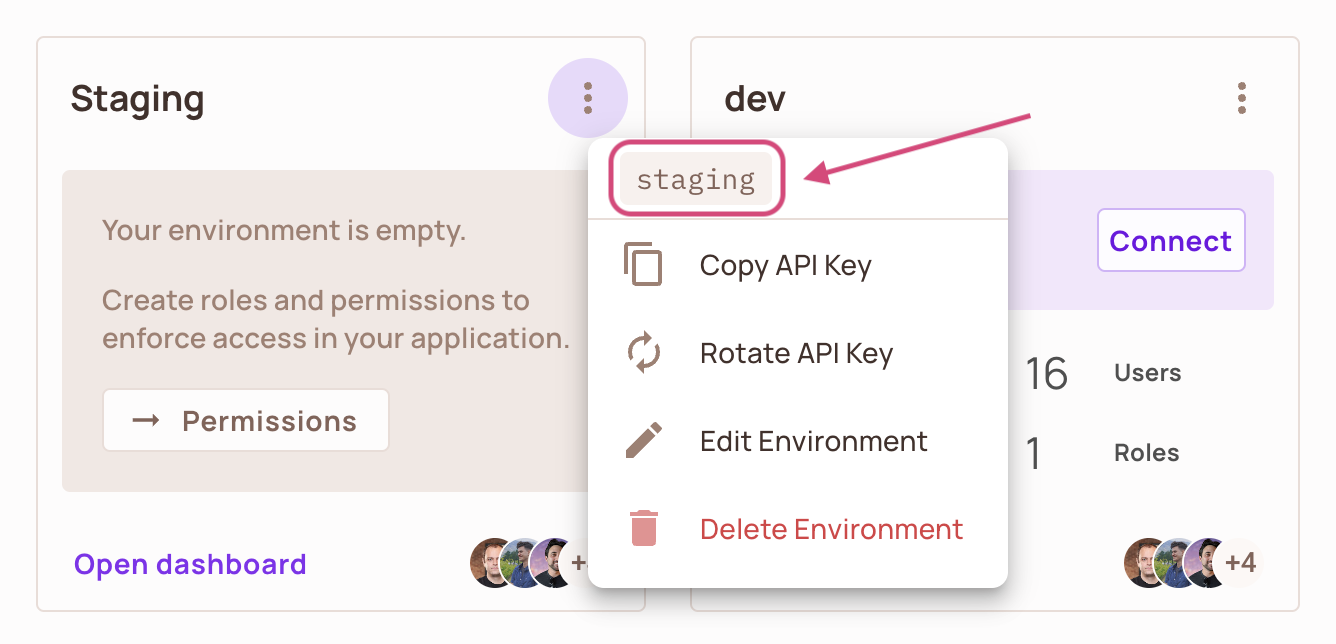 Staging
Your environment is empty.
Create roles and permissions to
enforce access in your application.
→ Permissions
Open dashboard
+
staging
Copy API Key
Rotate API Key
Edit Environment
Delete Environment
dev
Connect
16 Users
1 Roles
+4